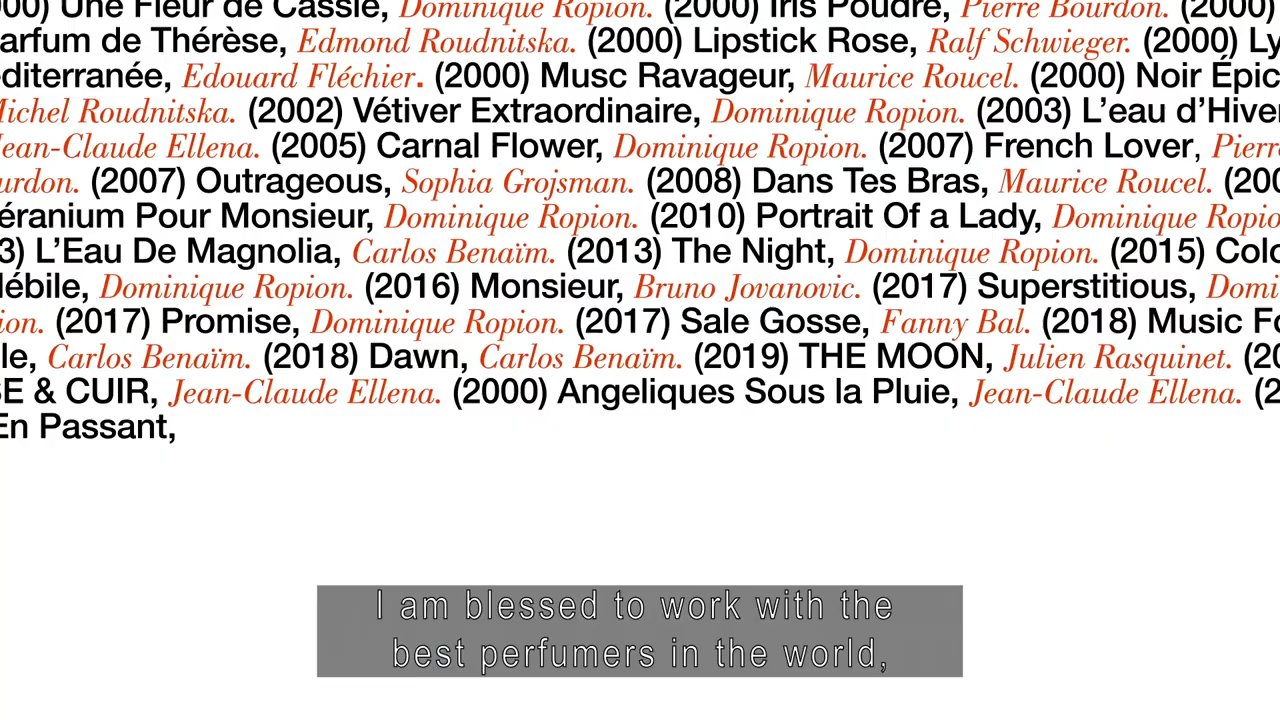 00) Une Fleur de Cassie, Dominique Ropion. (2000) Iris Poudre, Pierre Bourdon. (2000)
arfum de Thérèse, Edmond Roudnitska. (2000) Lipstick Rose, Ralf Schwieger. (2000) Ly
diterranée, Edouard Fléchier. (2000) Musc Ravageur, Maurice Roucel. (2000) Noir Épic
Michel Roudnitska. (2002) Vétiver Extraordinaire, Dominique Ropion. (2003) L'eau d'Hiver
Jean-Claude Ellena. (2005) Carnal Flower, Dominique Ropion. (2007) French Lover, Pierre
urdon. (2007) Outrageous, Sophia Grojsman. (2008) Dans Tes Bras, Maurice Roucel. (200
éranium Pour Monsieur, Dominique Ropion. (2010) Portrait Of a Lady, Dominique Ropio
3) L'Eau De Magnolia, Carlos Benaïm. (2013) The Night, Dominique Ropion. (2015) Colo
lébile, Dominique Ropion. (2016) Monsieur, Bruno Jovanovic. (2017) Superstitious, Domi
ion. (2017) Promise, Dominique Ropion. (2017) Sale Gosse, Fanny Bal. (2018) Music Fo
le, Carlos Benaïm. (2018) Dawn, Carlos Benaïm. (2019) THE MOON, Julien Rasquinet. (20
SE & CUIR, Jean-Claude Ellena. (2000) Angeliques Sous la Pluie, Jean-Claude Ellena. (2
En Passant,
I am blessed to work with the
best perfumers in the world,